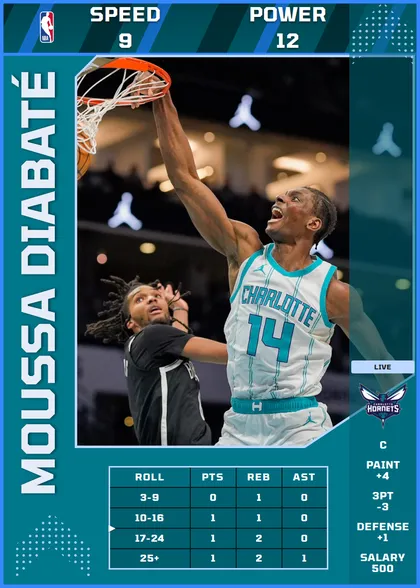 SPEED
9
POWER
12
MOUSSA DIABATÉ
CHARLOTTE
14
LIVE
HORNETS
C
PAINT
+4
3PT
-3
DEFENSE
+1
SALARY
500
ROLL PTS REB AST
3-9 0 1 0
10-16 1 1 0
17-24 1 2 0
25+ 1 2 1